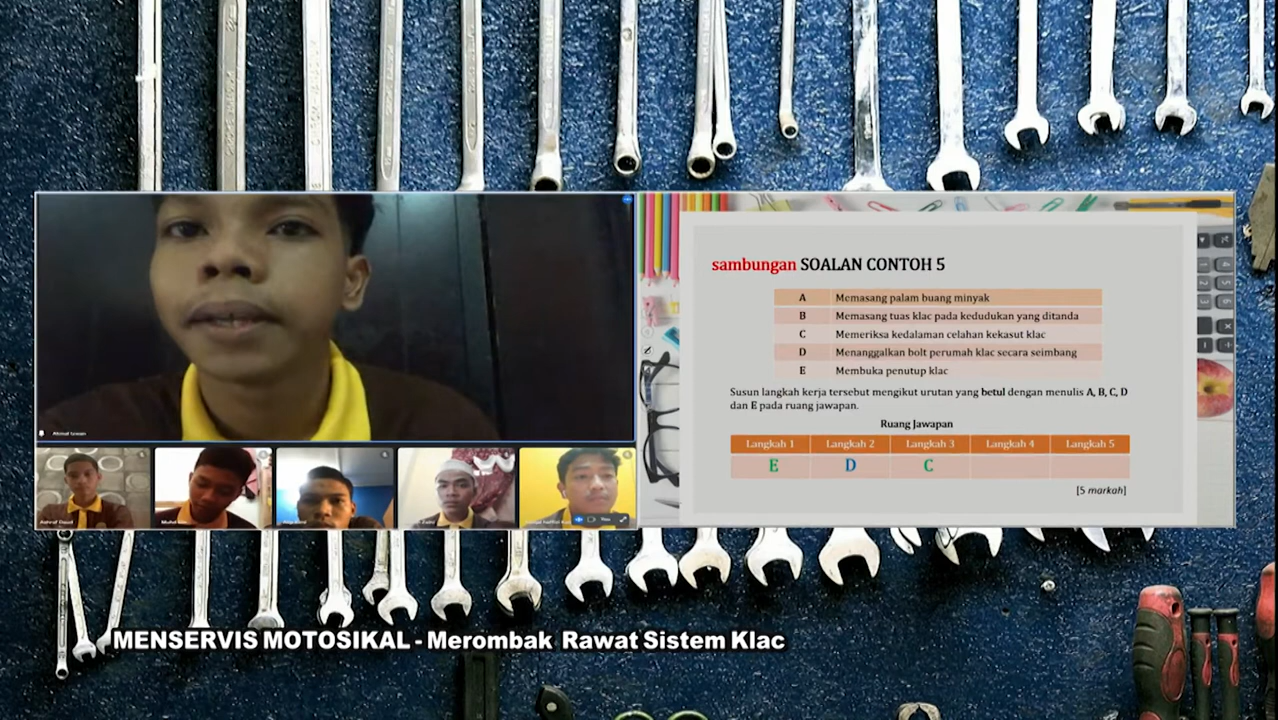 sambungan SOALAN CONTOH 5
A Memasang palam buang minyak
B Memasang tuas klac pada kedudukan yang ditanda
C Memeriksa kedalaman celahan kekasut klac
D Menanggalkan bolt perumah klac secara seimbang
E Membuka penutup klac
Susun langkah kerja tersebut mengikut urutan yang betul dengan menulis A, B, C, D
dan E pada ruang jawapan.
Ruang Jawapan
Langkah 1 Langkah 2 Langkah 3 Langkah 4 Langkah 5
E D C
[5 markah]
MENSERVIS MOTOSIKAL - Merombak Rawat Sistem Klac